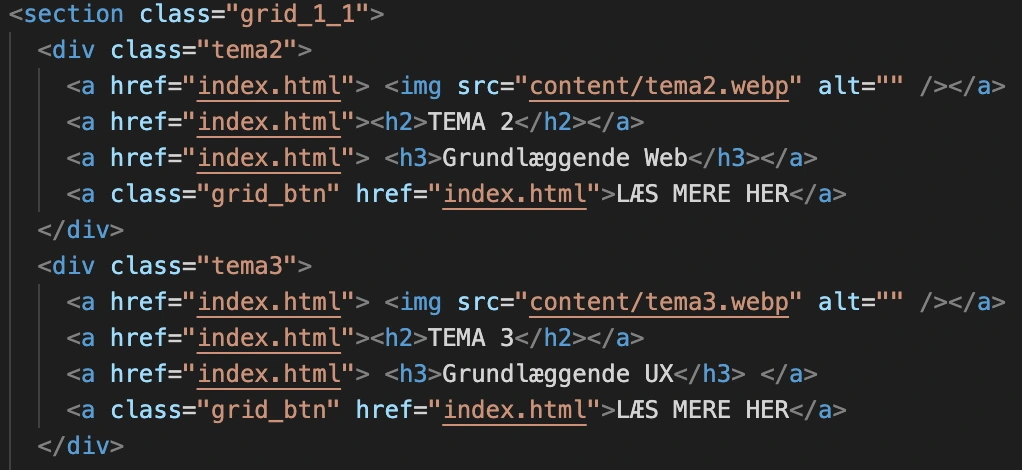 <section class="grid_1_1">
<div class="tema2">
<a href="index.html"> <img src="content/tema2.webp" alt="" /></a>
<a href="index.html"><h2>TEMA 2</h2></a>
<a href="index.html"> <h3>Grundlæggende Web</h3></a>
<a class="grid_btn" href="index.html">LÆS MERE HER</a>
</div>
<div class="tema3">
<a href="index.html"> <img src="content/tema3.webp" alt="" /></a>
<a href="index.html"><h2>TEMA 3</h2></a>
<a href="index.html"> <h3>Grundlæggende UX</h3> </a>
<a class="grid_btn" href="index.html">LÆS MERE HER</a>
</div>